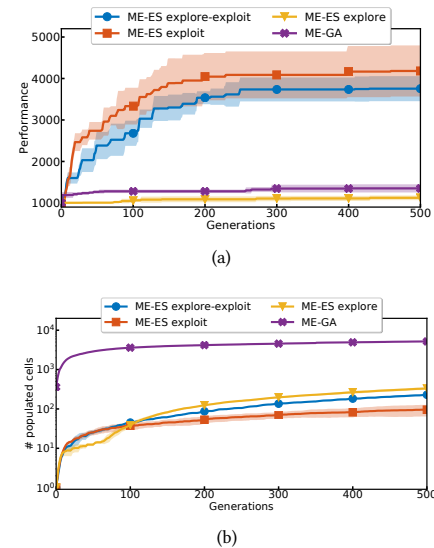 ME-ES explore-exploit ME-ES explore
ME-ES exploit ME-GA
5000
4000
3000
2000
1000
Performance
0 100 200 300 400 500
Generations
(a)
ME-ES explore-exploit ME-ES explore
ME-ES exploit ME-GA
10^4
10^3
10^2
10^1
10^0
# populated cells
0 100 200 300 400 500
Generations
(b)